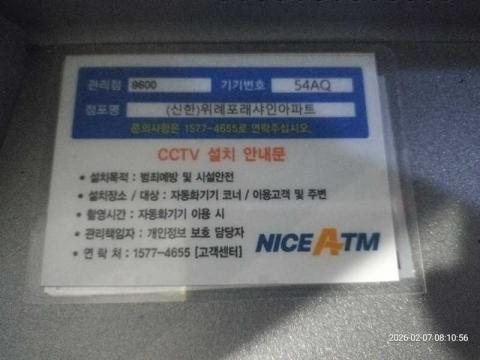 관리점 9600 기기번호 54AQ
점포명 (신한)위례포래샤인아파트
문의사항은 1577-4655로 연락주십시오.
CCTV 설치 안내문
• 설치목적 : 범죄예방 및 시설안전
• 설치장소 / 대상 : 자동화기기 코너 / 이용고객 및 주변
• 촬영시간 : 자동화기기 이용 시
• 관리책임자 : 개인정보 보호 담당자
• 연 락 처 : 1577-4655 [고객센터]
NICE ATM
2026-02-07 08:10:56